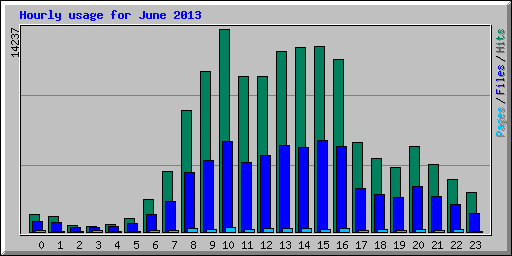 Hourly usage for June 2013
14237
Pages / Files / Hits
0 1 2 3 4 5 6 7 8 9 10 11 12 13 14 15 16 17 18 19 20 21 22 23